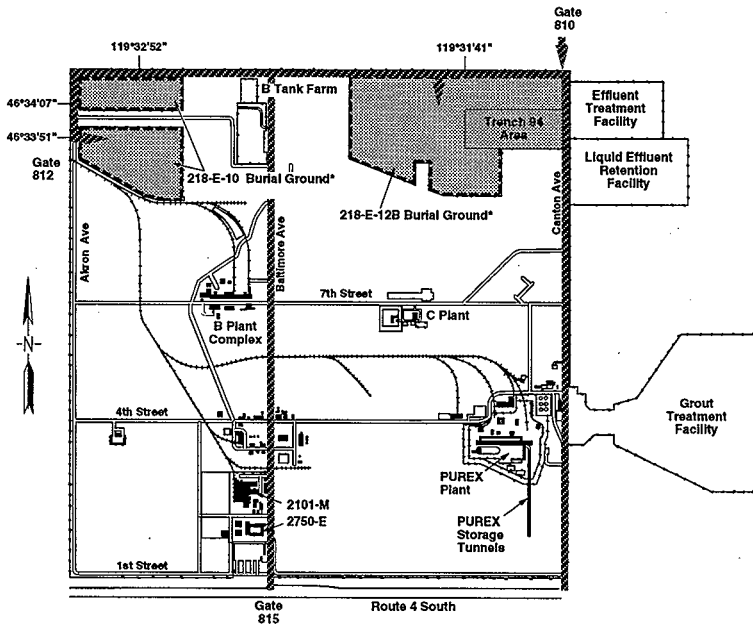 Gate
810
119°32'52"
119°31'41"
B Tank Farm
46°34'07"
46°33'51"
Gate
812
Effluent
Treatment
Facility
Trench 94
Area
Liquid Effluent
Retention
Facility
218-E-10 Burial Ground*
218-E-12B Burial Ground*
Akron Ave
Baltimore Ave
Canton Ave
7th Street
B Plant
Complex
C Plant
N
4th Street
Grout
Treatment
Facility
PUREX
Plant
2101-M
2750-E
PUREX
Storage
Tunnels
1st Street
Gate
815
Route 4 South